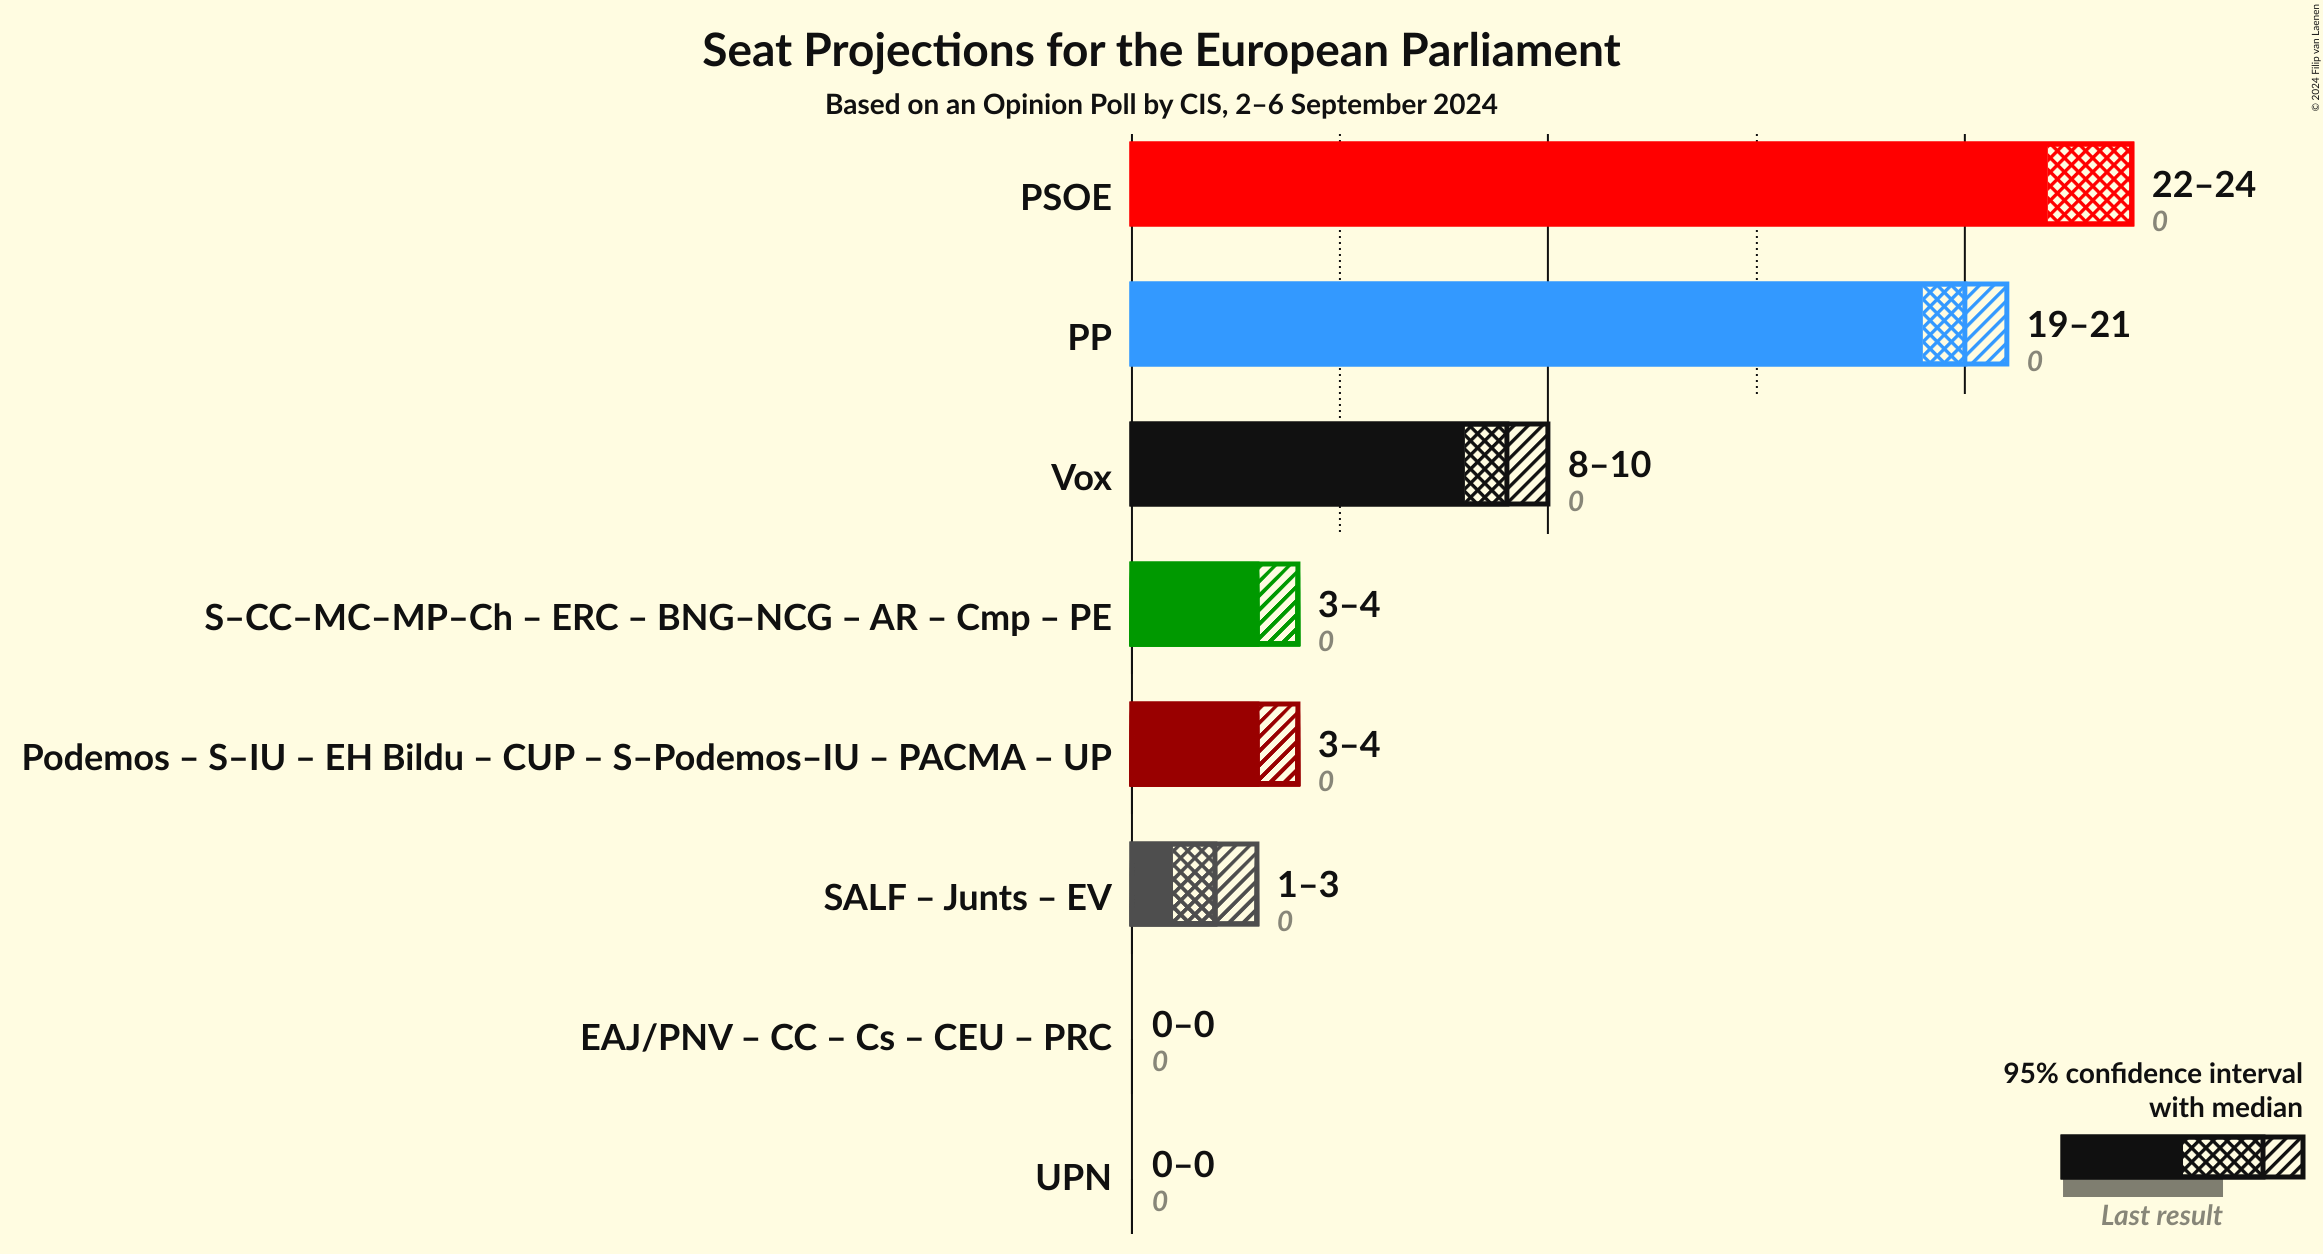 Seat Projections for the European Parliament
Based on an Opinion Poll by CIS, 2–6 September 2024
© 2024 Filip van Laenen
PSOE
22–24
0
PP
19–21
0
Vox
8–10
0
S–CC–MC–MP–Ch – ERC – BNG–NCG – AR – Cmp – PE
3–4
0
Podemos – S–IU – EH Bildu – CUP – S–Podemos–IU – PACMA – UP
3–4
0
SALF – Junts – EV
1–3
0
EAJ/PNV – CC – Cs – CEU – PRC
0–0
0
UPN
0–0
0
95% confidence interval
with median
Last result